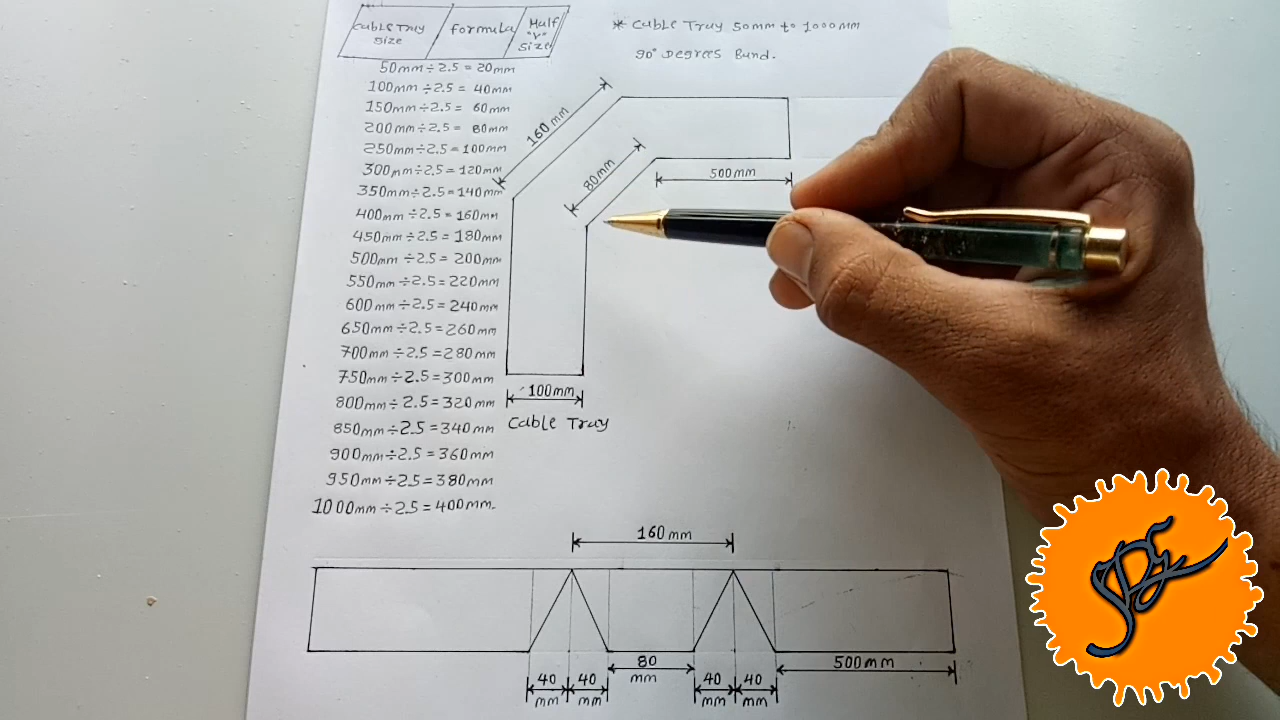 Cable Tray
Size
Formula
Half
"V"
Size
* Cable Tray 50mm to 1000mm
90° Degrees Bund.
50mm÷2.5=20mm
100mm÷2.5=40mm
150mm÷2.5=60mm
200mm÷2.5=80mm
250mm÷2.5=100mm
300mm÷2.5=120mm
350mm÷2.5=140mm
400mm÷2.5=160mm
450mm÷2.5=180mm
500mm÷2.5=200mm
550mm÷2.5=220mm
600mm÷2.5=240mm
650mm÷2.5=260mm
700mm÷2.5=280mm
750mm÷2.5=300mm
800mm÷2.5=320mm
850mm÷2.5=340mm
900mm÷2.5=360mm
950mm÷2.5=380mm
1000mm÷2.5=400mm.
160mm
80mm
500mm
100mm
Cable Tray
160mm
80
mm
500mm
40
mm
40
mm
40
mm
40
mm